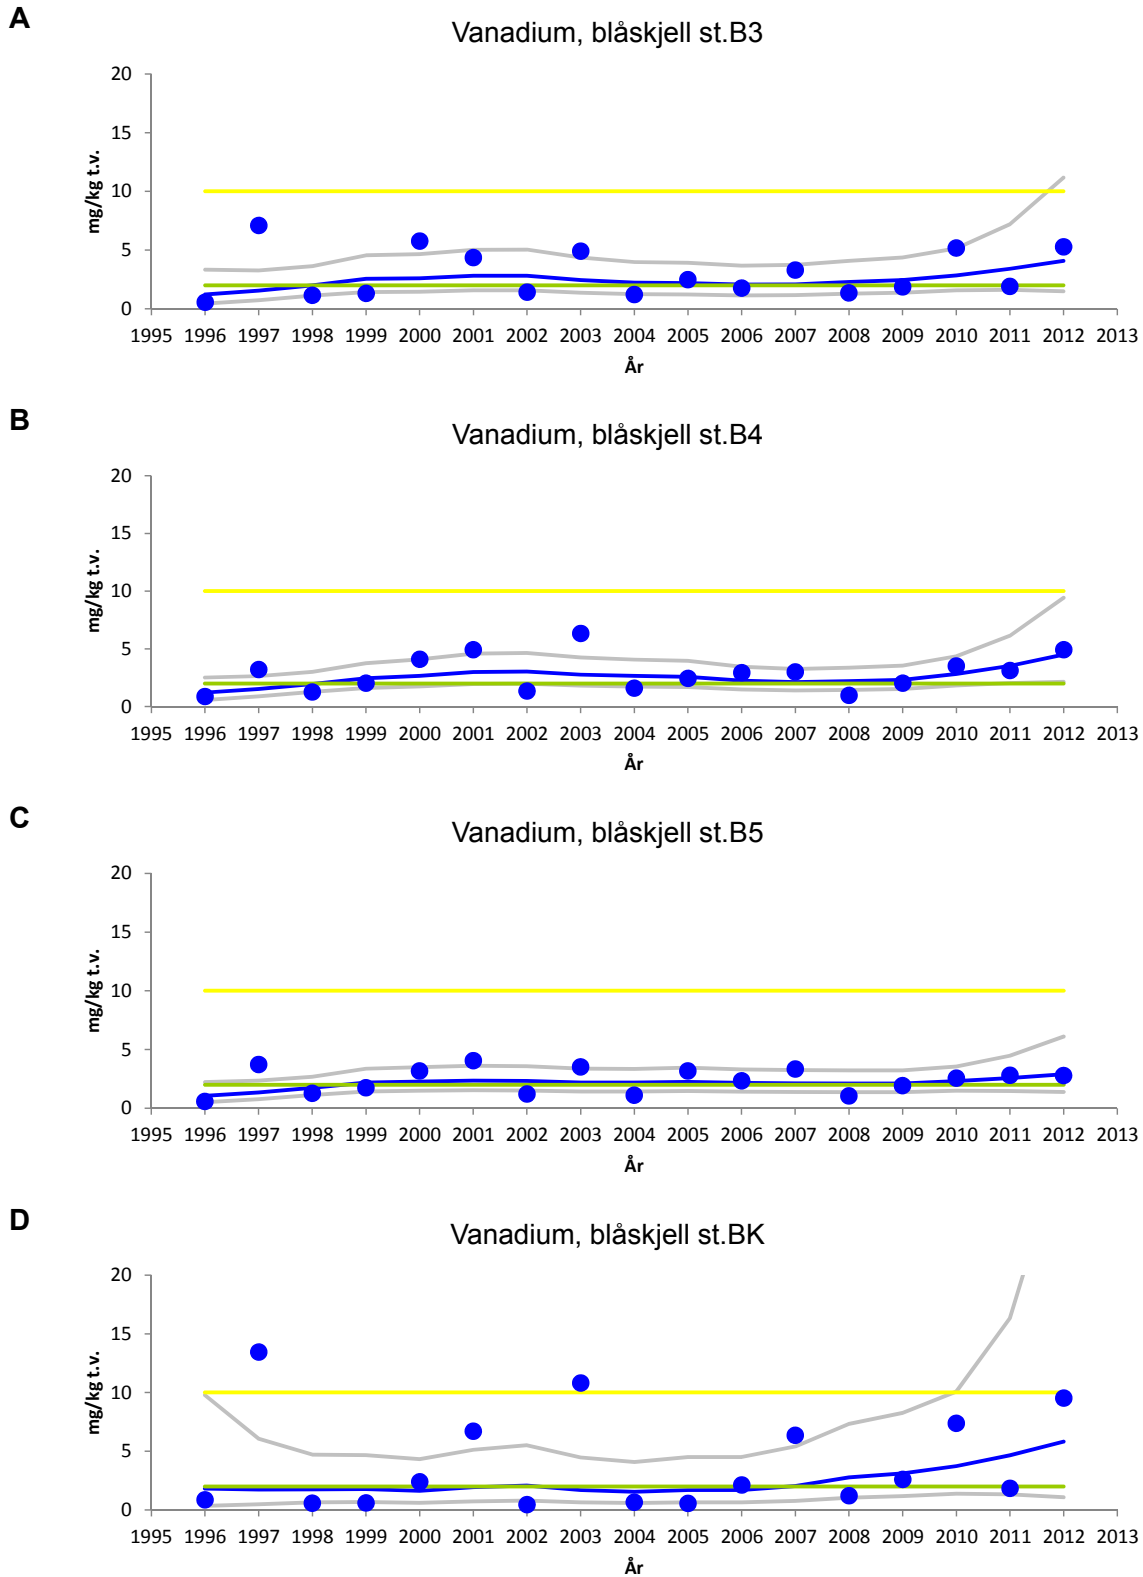 A
Vanadium, blåskjell st.B3
20
15
10
5
0
mg/kg t.v.
1995 1996 1997 1998 1999 2000 2001 2002 2003 2004 2005 2006 2007 2008 2009 2010 2011 2012 2013
År
B
Vanadium, blåskjell st.B4
20
15
10
5
0
mg/kg t.v.
1995 1996 1997 1998 1999 2000 2001 2002 2003 2004 2005 2006 2007 2008 2009 2010 2011 2012 2013
År
C
Vanadium, blåskjell st.B5
20
15
10
5
0
mg/kg t.v.
1995 1996 1997 1998 1999 2000 2001 2002 2003 2004 2005 2006 2007 2008 2009 2010 2011 2012 2013
År
D
Vanadium, blåskjell st.BK
20
15
10
5
0
mg/kg t.v.
1995 1996 1997 1998 1999 2000 2001 2002 2003 2004 2005 2006 2007 2008 2009 2010 2011 2012 2013
År